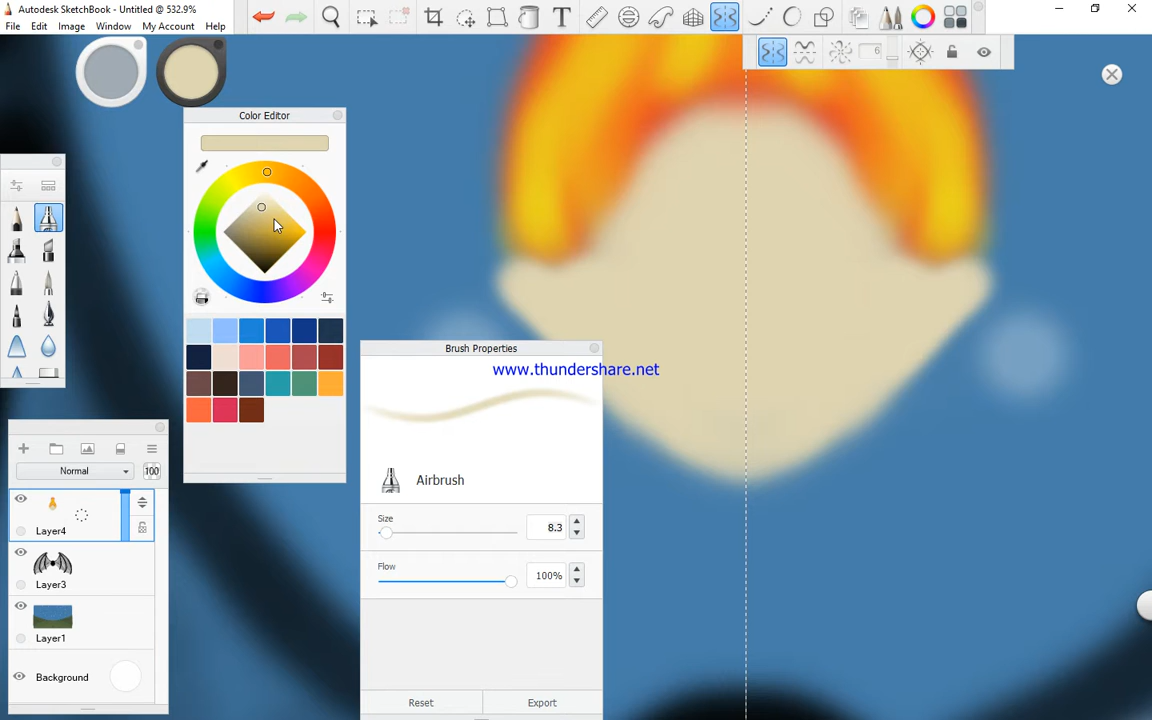 Autodesk SketchBook - Untitled @ 532.9%
File Edit Image Window My Account Help
6
Color Editor
Brush Properties
www.thundershare.net
Airbrush
Size
8.3
Flow
100%
Reset
Export
Normal
100
Layer4
Layer3
Layer1
Background